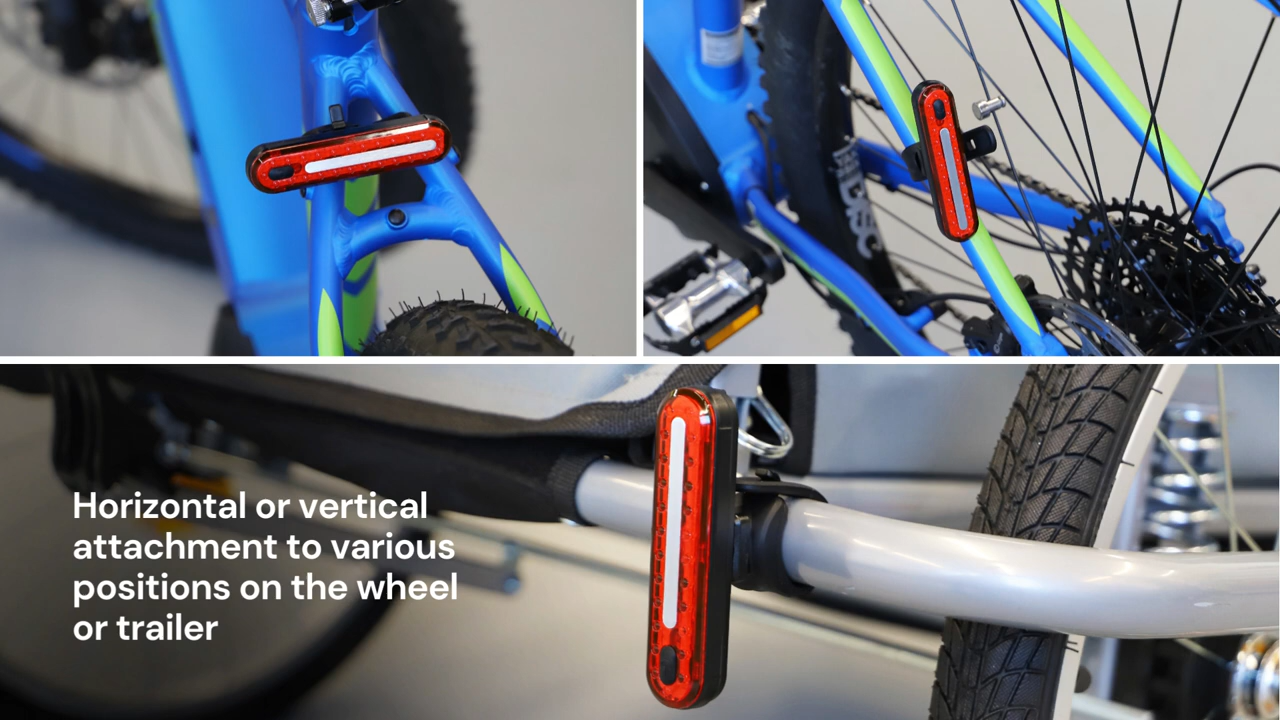 Horizontal or vertical
attachment to various
positions on the wheel
or trailer